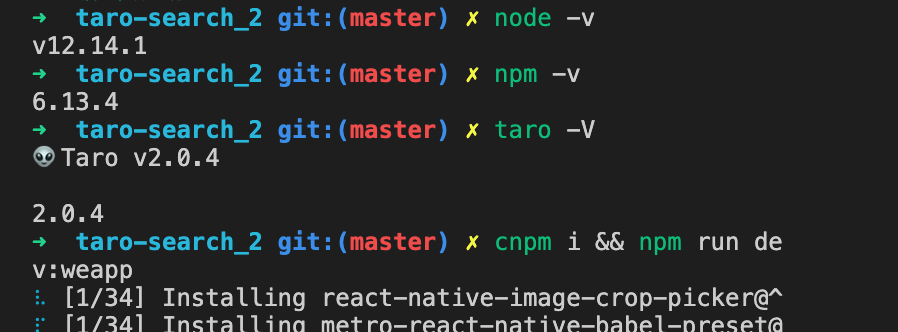 ➜ taro-search_2 git:(master) ✗ node -v
v12.14.1
➜ taro-search_2 git:(master) ✗ npm -v
6.13.4
➜ taro-search_2 git:(master) ✗ taro -V
👽 Taro v2.0.4
2.0.4
➜ taro-search_2 git:(master) ✗ cnpm i && npm run de
v:weapp
⠇ [1/34] Installing react-native-image-crop-picker@^
[1/34] Installing metro-react-native-babel-preset@